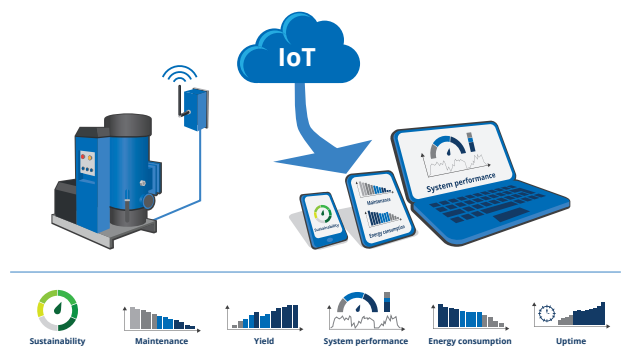 IoT
System performance
Maintenance
Energy consumption
Sustainability
Sustainability
Maintenance
Yield
System performance
Energy consumption
Uptime